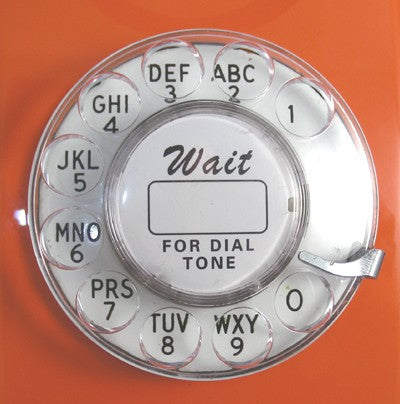 1
ABC
2
DEF
3
GHI
4
JKL
5
MNO
6
PRS
7
TUV
8
WXY
9
0
Wait
FOR DIAL
TONE